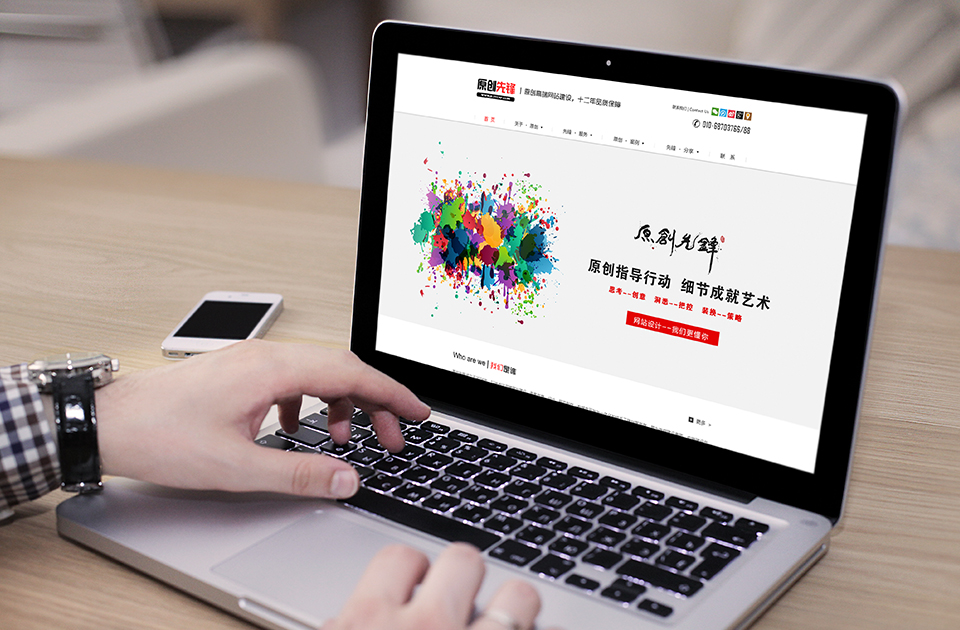 原创先锋 | 原创高端网站建设，十二年品质保障
联系我们 | Contact Us
010-68703766/88
首 页 关于 · 原创 先锋 · 服务 原创 · 案例 先锋 · 分享 联 系
原創先鋒
原创指导行动 细节成就艺术
思考--创意 洞悉--把控 装换--策略
网站设计--我们更懂你
Who are we | 我们是谁
更多